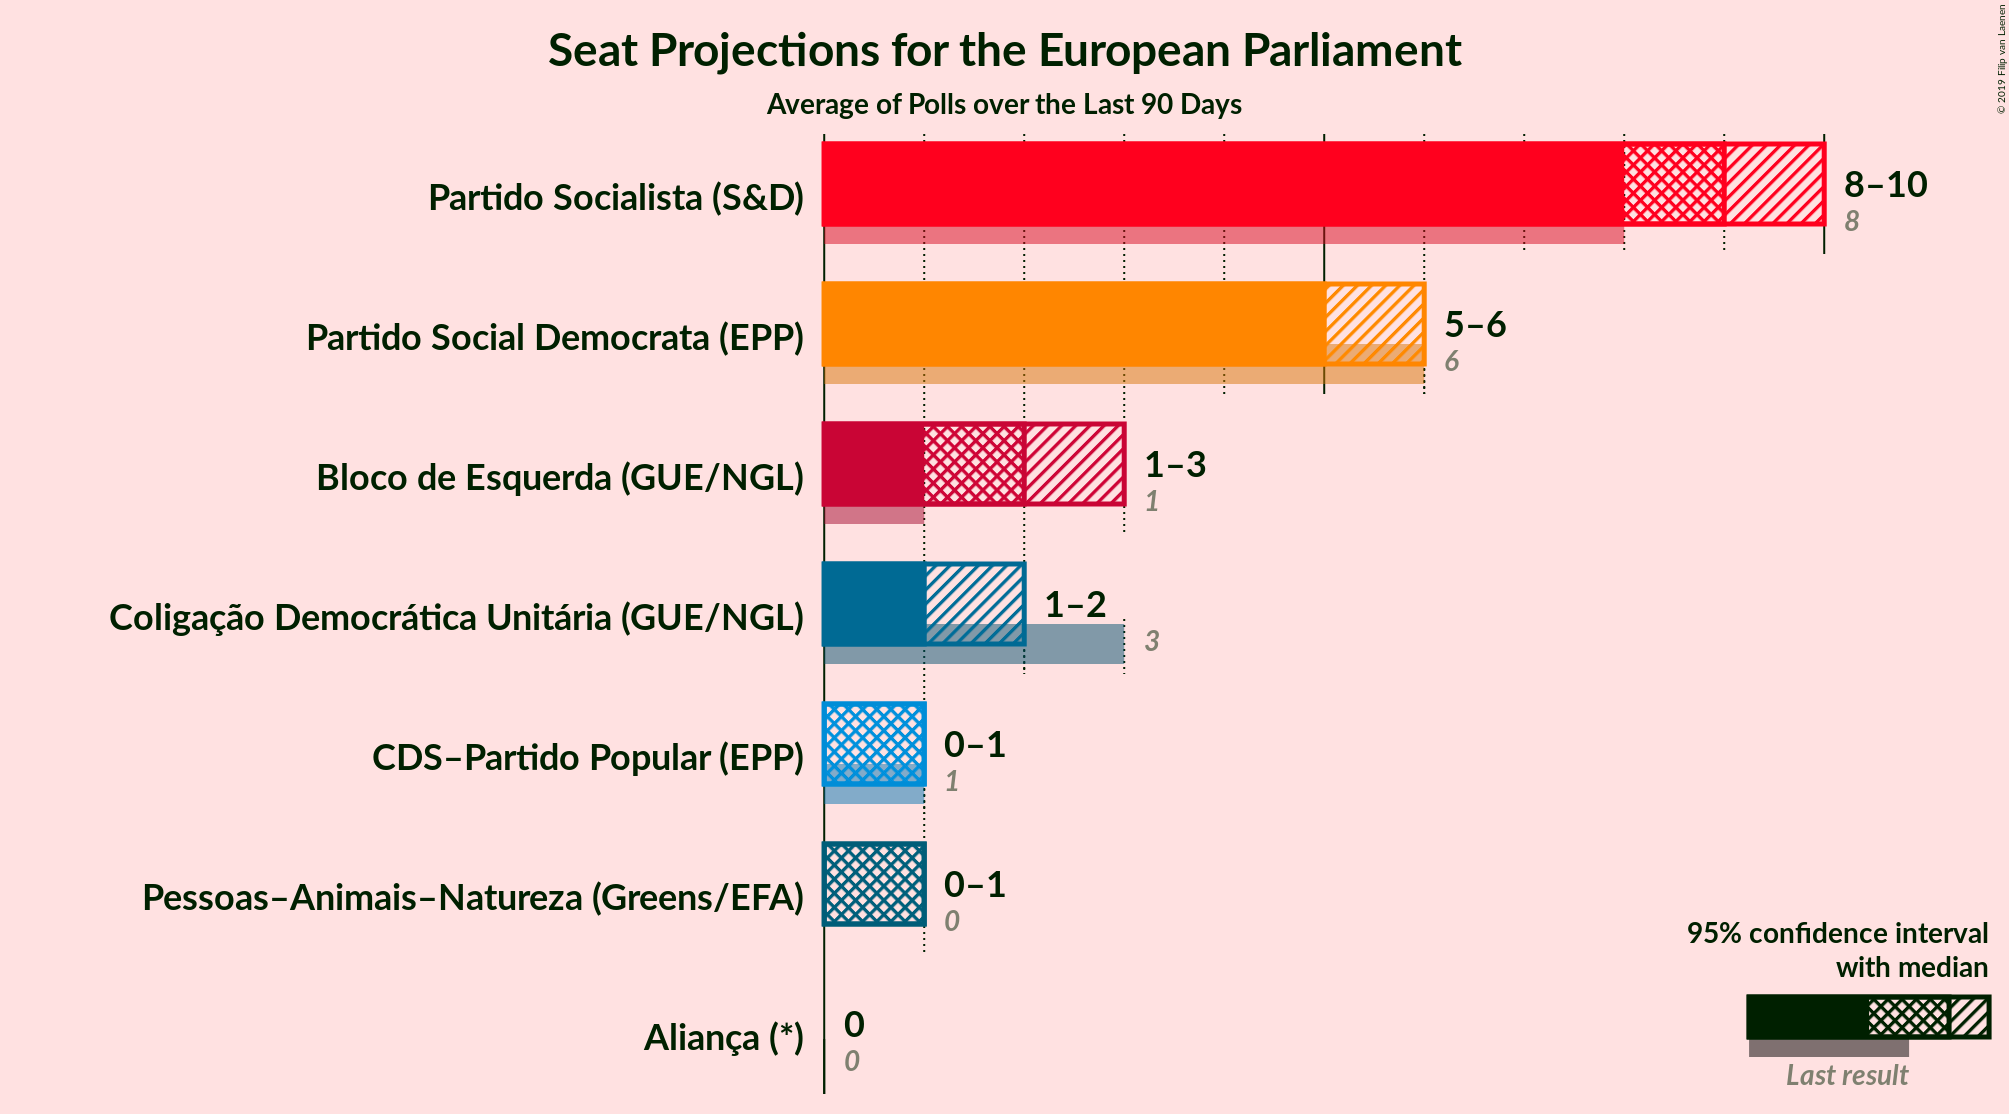 Seat Projections for the European Parliament
Average of Polls over the Last 90 Days
© 2019 Filip van Laenen
Partido Socialista (S&D)
8–10
8
Partido Social Democrata (EPP)
5–6
6
Bloco de Esquerda (GUE/NGL)
1–3
1
Coligação Democrática Unitária (GUE/NGL)
1–2
3
CDS–Partido Popular (EPP)
0–1
1
Pessoas–Animais–Natureza (Greens/EFA)
0–1
0
Aliança (*)
0
0
95% confidence interval
with median
Last result